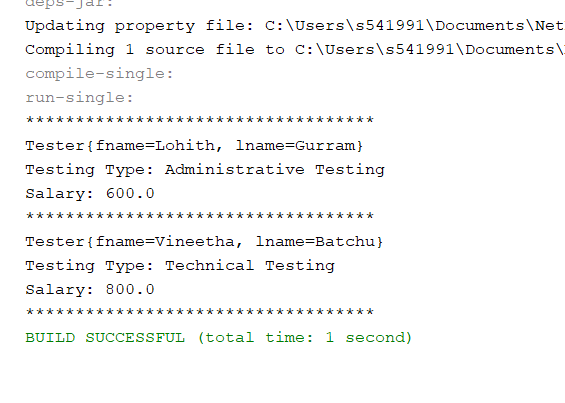 deps-jar:
Updating property file: C:\Users\s541991\Documents\Net
Compiling 1 source file to C:\Users\s541991\Documents\
compile-single:
run-single:
***********************************
Tester{fname=Lohith, lname=Gurram}
Testing Type: Administrative Testing
Salary: 600.0
***********************************
Tester{fname=Vineetha, lname=Batchu}
Testing Type: Technical Testing
Salary: 800.0
***********************************
BUILD SUCCESSFUL (total time: 1 second)